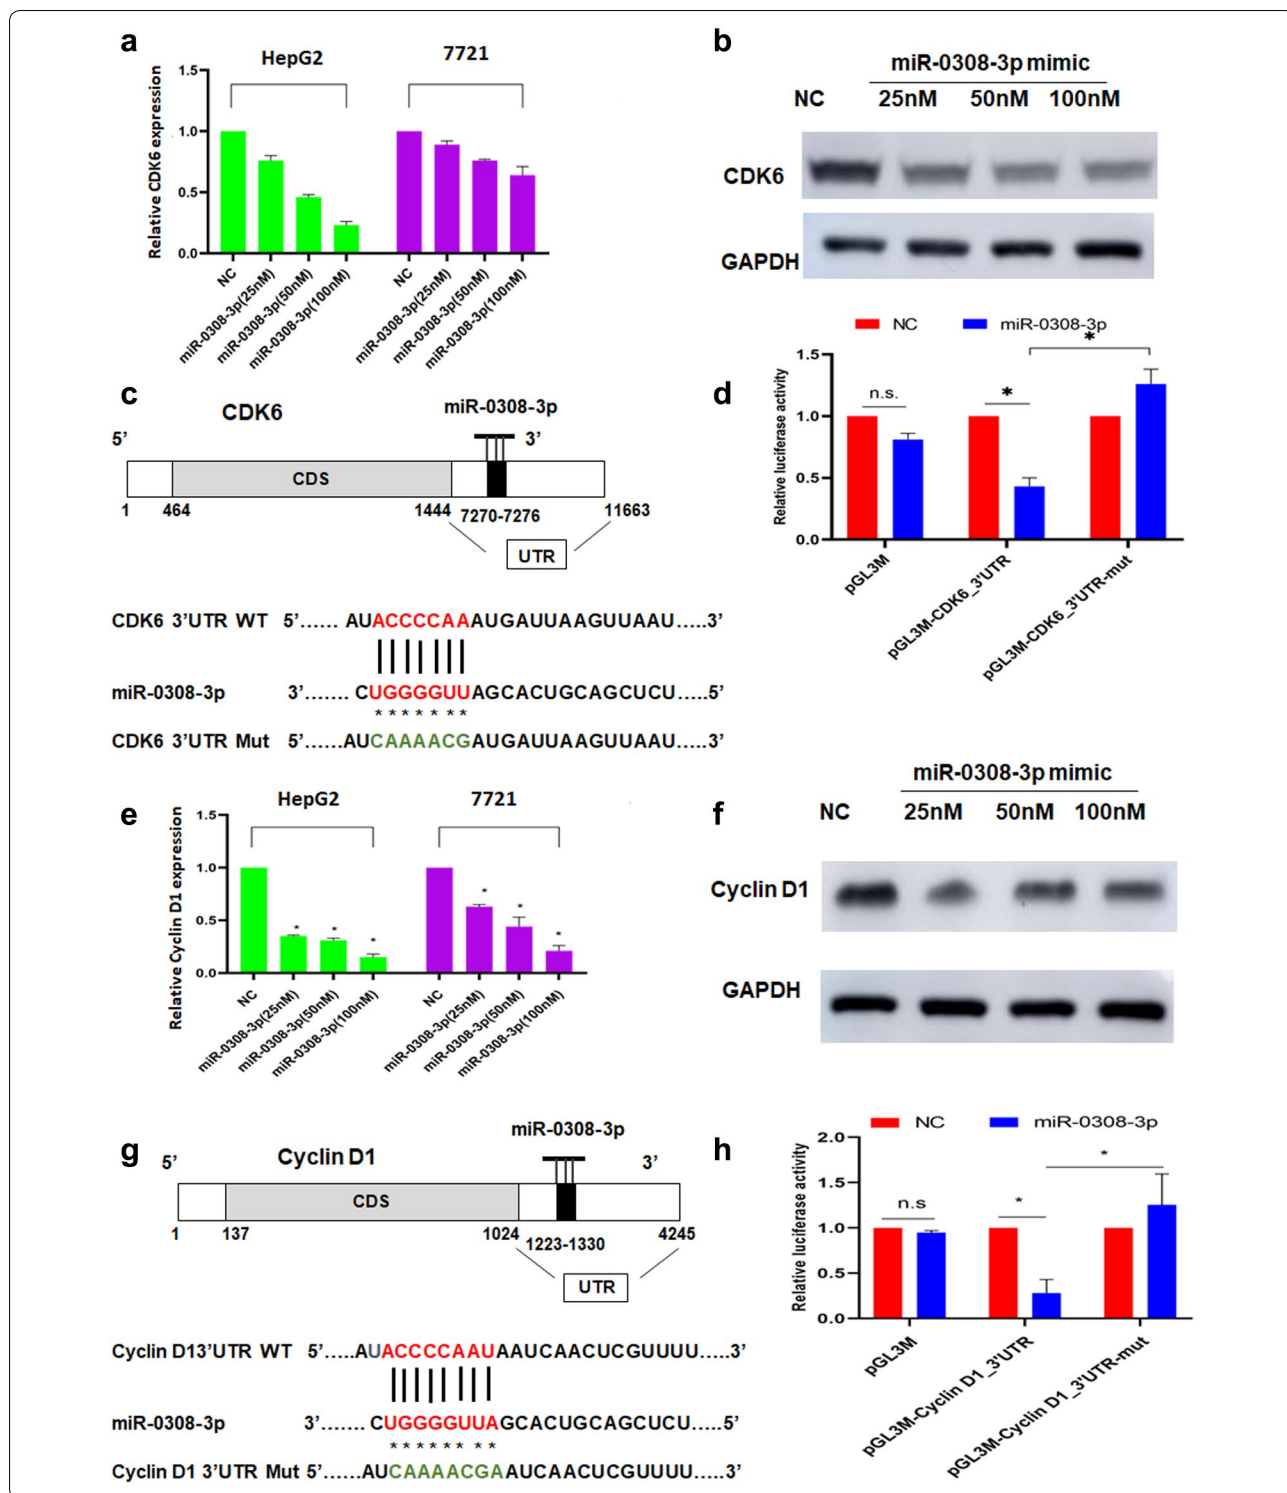 a
HepG2
7721
Relative CDK6 expression
1.5
1.0
0.5
0.0
NC
miR-0308-3p(25nM)
miR-0308-3p(50nM)
miR-0308-3p(100nM)
NC
miR-0308-3p(25nM)
miR-0308-3p(50nM)
miR-0308-3p(100nM)
b
miR-0308-3p mimic
NC 25nM 50nM 100nM
CDK6
GAPDH
c
CDK6
miR-0308-3p
5’ 3’
CDS
1 464 1444 7270-7276 11663
UTR
CDK6 3’UTR WT 5’...... AUACCCCAAAUGAUUAAGUUAAU.....3’
miR-0308-3p 3’....... CUGGGGUUAGCACUGCAGCUCU.....5’
* * * * * * *
CDK6 3’UTR Mut 5’......AUCAAAACGAUGAUUAAGUUAAU.....3’
d
NC miR-0308-3p
Relative luciferase activity
1.5
1.0
0.5
0.0
n.s.
*
*
pGL3M
pGL3M-CDK6_3'UTR
pGL3M-CDK6_3'UTR-mut
e
HepG2
7721
Relative Cyclin D1 expression
1.5
1.0
0.5
0.0
* * *
* * *
NC
miR-0308-3p(25nM)
miR-0308-3p(50nM)
miR-0308-3p(100nM)
NC
miR-0308-3p(25nM)
miR-0308-3p(50nM)
miR-0308-3p(100nM)
f
miR-0308-3p mimic
NC 25nM 50nM 100nM
Cyclin D1
GAPDH
g
miR-0308-3p
5’ Cyclin D1 3’
CDS
1 137 1024 1223-1330 4245
UTR
Cyclin D13’UTR WT 5’.....AUACCCCAAUAAUCAACUCGUUUU.....3’
miR-0308-3p 3’....... CUGGGGUUAGCACUGCAGCUCU.....5’
* * * * * * * *
Cyclin D1 3’UTR Mut 5’......AUCAAAACGAAUCAACUCGUUUU.....3’
h
NC miR-0308-3p
Relative luciferase activity
2.0
1.5
1.0
0.5
0.0
n.s
*
*
pGL3M
pGL3M-Cyclin D1_3'UTR
pGL3M-Cyclin D1_3'UTR-mut